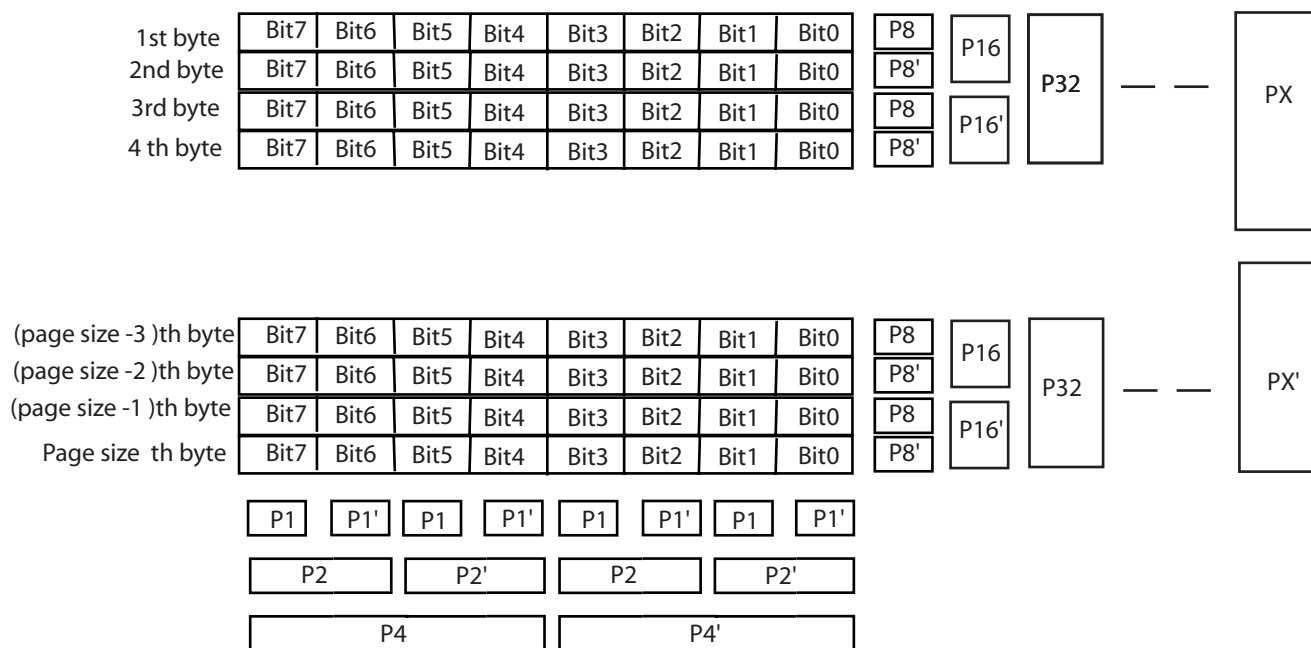 1st byte Bit7 Bit6 Bit5 Bit4 Bit3 Bit2 Bit1 Bit0 P8 P16 P32 PX
2nd byte Bit7 Bit6 Bit5 Bit4 Bit3 Bit2 Bit1 Bit0 P8'
3rd byte Bit7 Bit6 Bit5 Bit4 Bit3 Bit2 Bit1 Bit0 P8 P16'
4 th byte Bit7 Bit6 Bit5 Bit4 Bit3 Bit2 Bit1 Bit0 P8'
(page size -3 )th byte Bit7 Bit6 Bit5 Bit4 Bit3 Bit2 Bit1 Bit0 P8 P16 P32 PX'
(page size -2 )th byte Bit7 Bit6 Bit5 Bit4 Bit3 Bit2 Bit1 Bit0 P8'
(page size -1 )th byte Bit7 Bit6 Bit5 Bit4 Bit3 Bit2 Bit1 Bit0 P8 P16'
Page size th byte Bit7 Bit6 Bit5 Bit4 Bit3 Bit2 Bit1 Bit0 P8'
P1 P1' P1 P1' P1 P1' P1 P1'
P2 P2' P2 P2'
P4 P4'